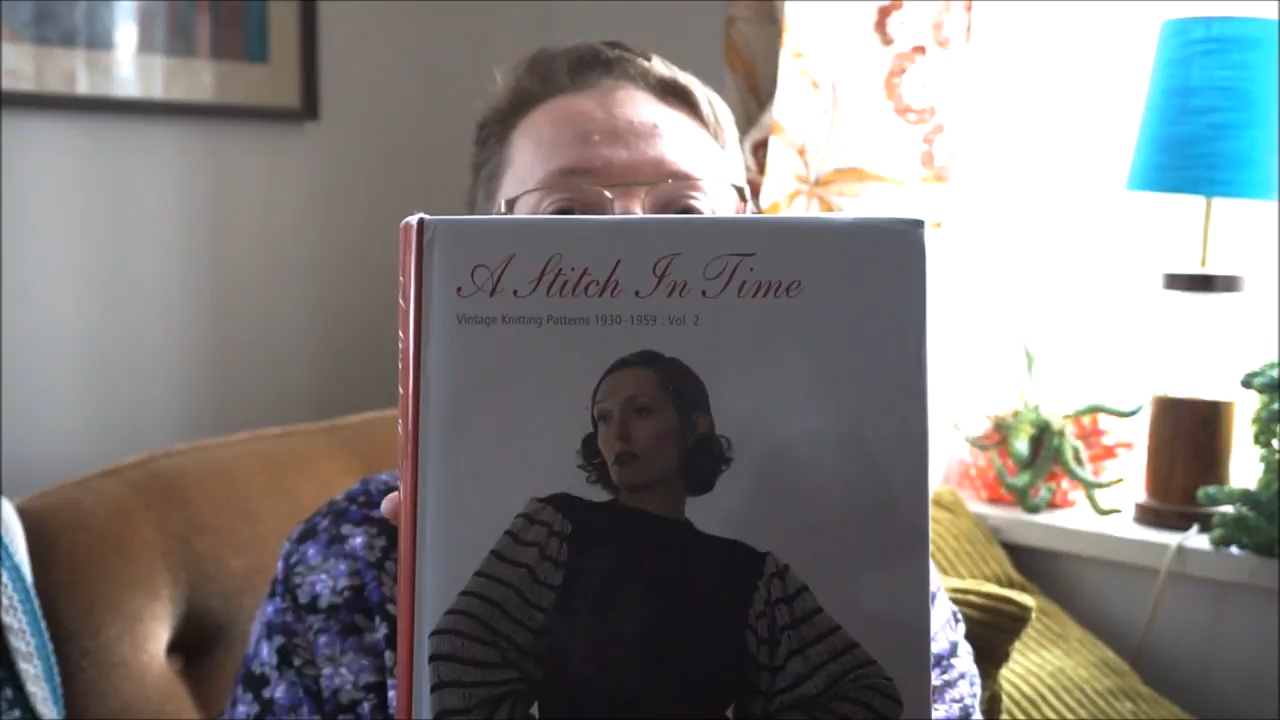 A Stitch In Time
Vintage Knitting Patterns 1930-1959 : Vol. 2